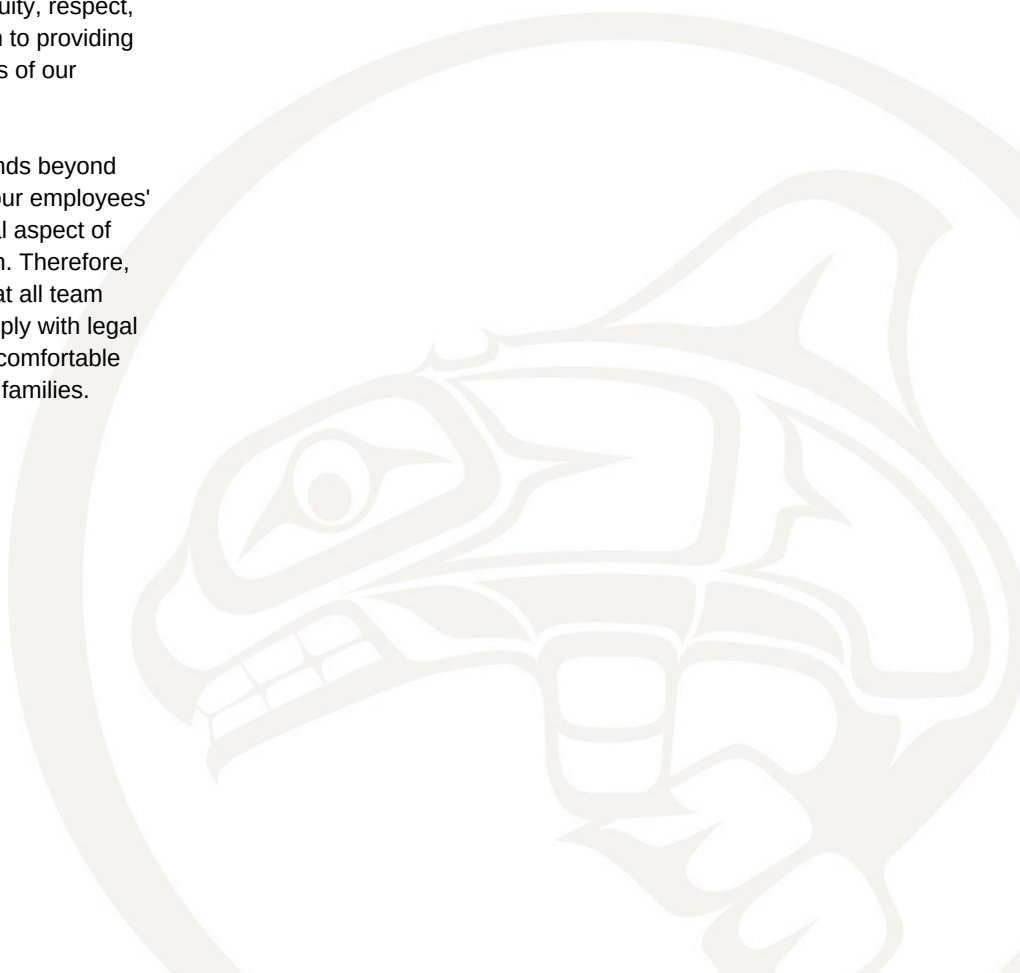 uity, respect,
n to providing
s of our
nds beyond
ur employees'
l aspect of
n. Therefore,
at all team
ply with legal
comfortable
families.